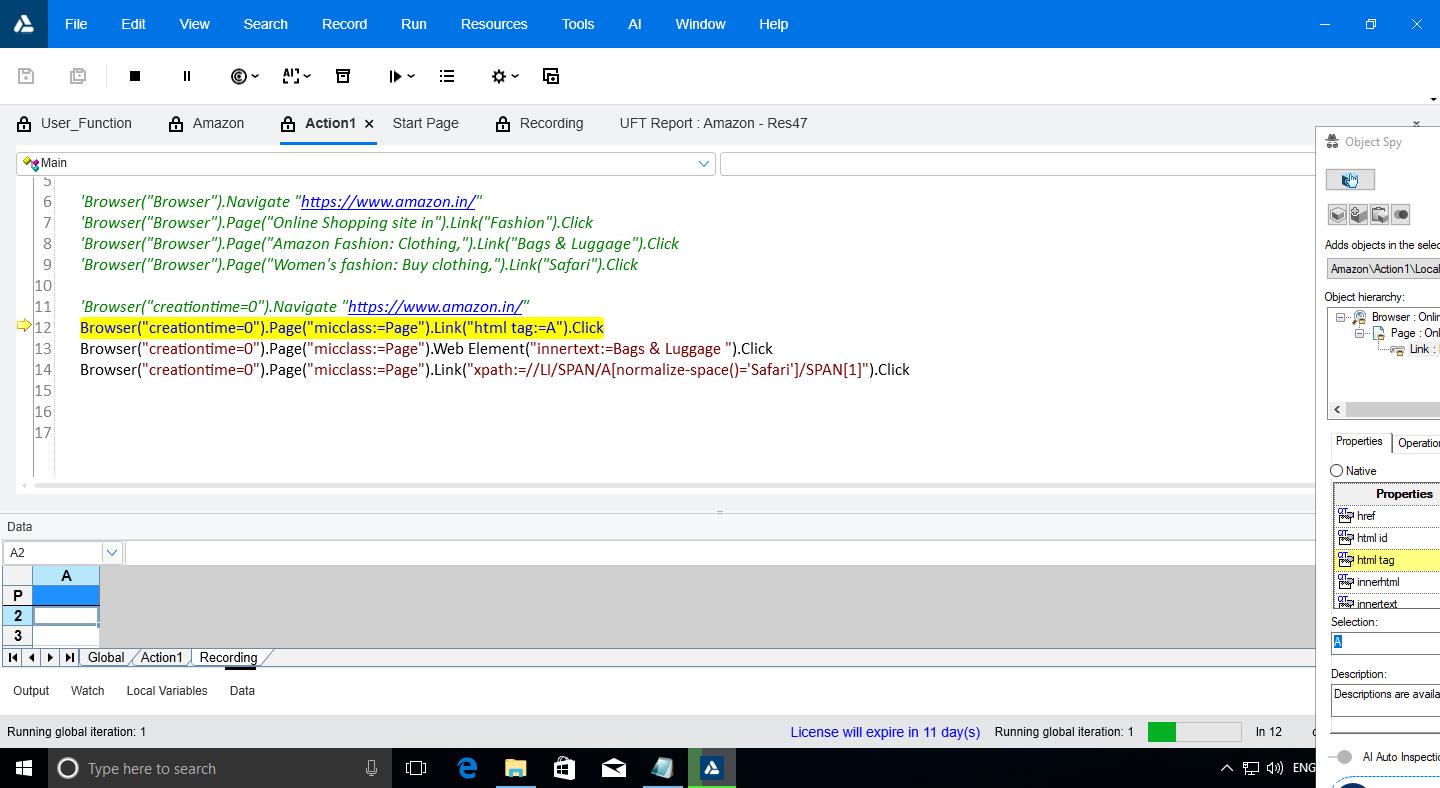 File Edit View Search Record Run Resources Tools AI Window Help
User_Function Amazon Action1 Start Page Recording UFT Report : Amazon - Res47
Main
5
6 'Browser("Browser").Navigate "https://www.amazon.in/"
7 'Browser("Browser").Page("Online Shopping site in").Link("Fashion").Click
8 'Browser("Browser").Page("Amazon Fashion: Clothing,").Link("Bags & Luggage").Click
9 'Browser("Browser").Page("Women's fashion: Buy clothing,").Link("Safari").Click
10
11 'Browser("creationtime=0").Navigate "https://www.amazon.in/"
12 Browser("creationtime=0").Page("micclass:=Page").Link("html tag:=A").Click
13 Browser("creationtime=0").Page("micclass:=Page").Web Element("innertext:=Bags & Luggage ").Click
14 Browser("creationtime=0").Page("micclass:=Page").Link("xpath:=//LI/SPAN/A[normalize-space()='Safari']/SPAN[1]").Click
15
16
17
Object Spy
Adds objects in the selec
Amazon\Action1\Local
Object hierarchy:
Browser : Onlin
Page : Onl
Link :
Properties Operation
Native
Properties
href
html id
html tag
innerhtml
innertext
Selection:
A
Description:
Descriptions are availa
AI Auto Inspectio
Data
A2
A
P
2
3
Global Action1 Recording
Output Watch Local Variables Data
Running global iteration: 1 License will expire in 11 day(s) Running global iteration: 1 ln 12 c
Type here to search ENG